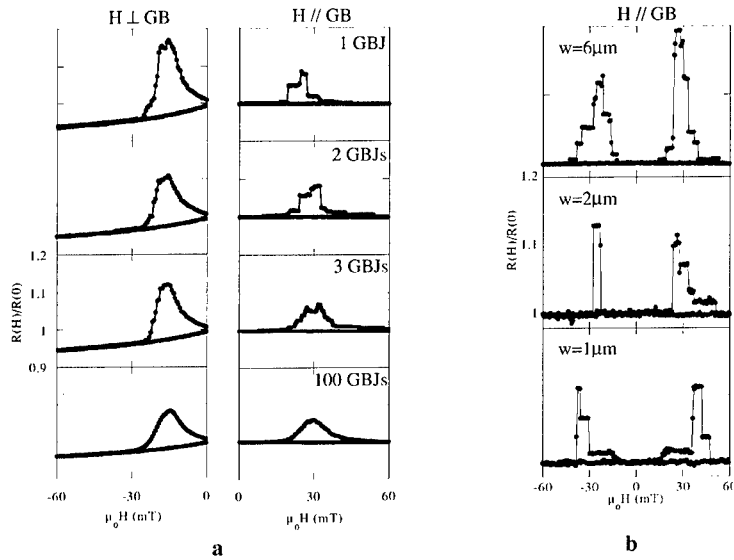 H ⊥ GB
H // GB
1 GBJ
2 GBJs
3 GBJs
100 GBJs
R(H)/R(0)
1.2
1.1
1
0.9
-60
-30
0
0
30
60
μ₀H (mT)
μ₀H (mT)
a
H // GB
w=6μm
w=2μm
w=1μm
R(H)/R(0)
1.2
1.1
1
-60
-30
0
30
60
μ₀H (mT)
b